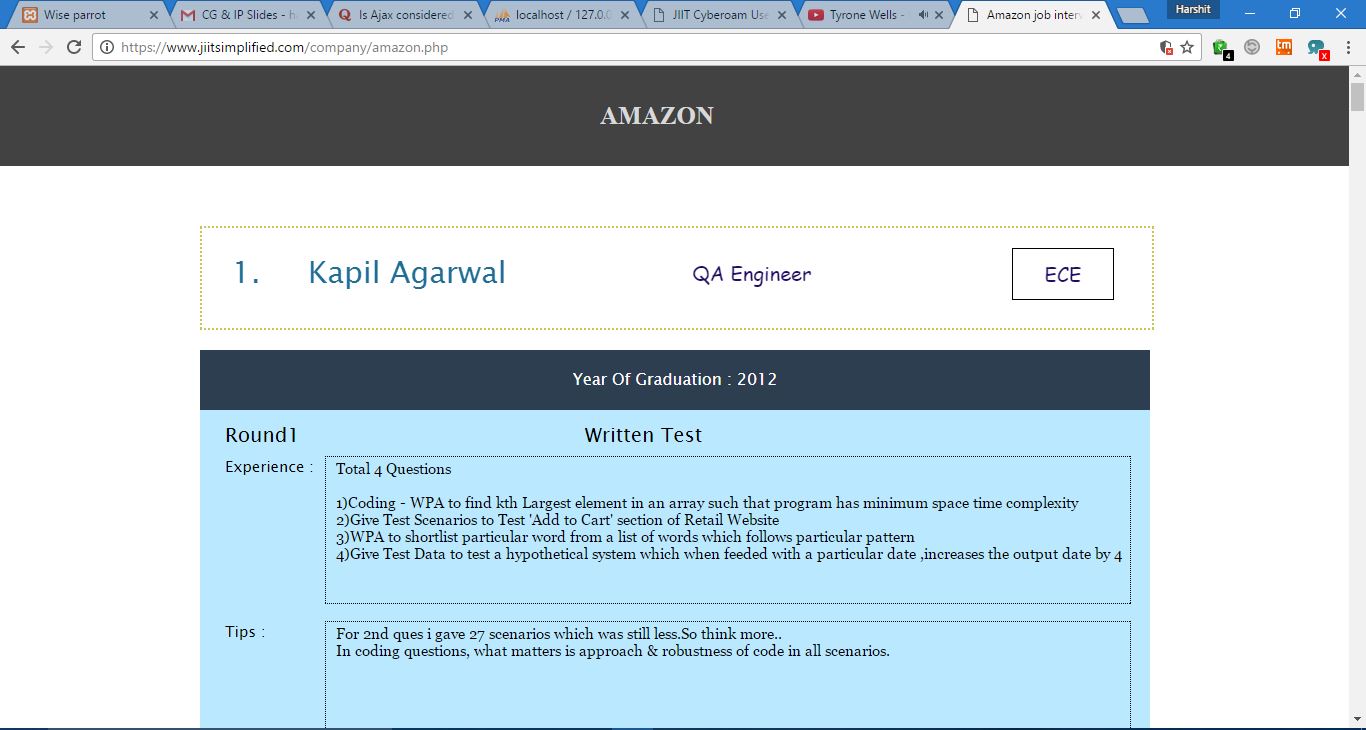 Wise parrot
CG & IP Slides - h
Is Ajax considered
localhost / 127.0.0
JIIT Cyberoam Use
Tyrone Wells -
Amazon job inter
Harshit
https://www.jiitsimplified.com/company/amazon.php
AMAZON
1. Kapil Agarwal QA Engineer ECE
Year Of Graduation : 2012
Round1 Written Test
Experience :
Total 4 Questions
1)Coding - WPA to find kth Largest element in an array such that program has minimum space time complexity
2)Give Test Scenarios to Test 'Add to Cart' section of Retail Website
3)WPA to shortlist particular word from a list of words which follows particular pattern
4)Give Test Data to test a hypothetical system which when feeded with a particular date ,increases the output date by 4
Tips :
For 2nd ques i gave 27 scenarios which was still less.So think more..
In coding questions, what matters is approach & robustness of code in all scenarios.